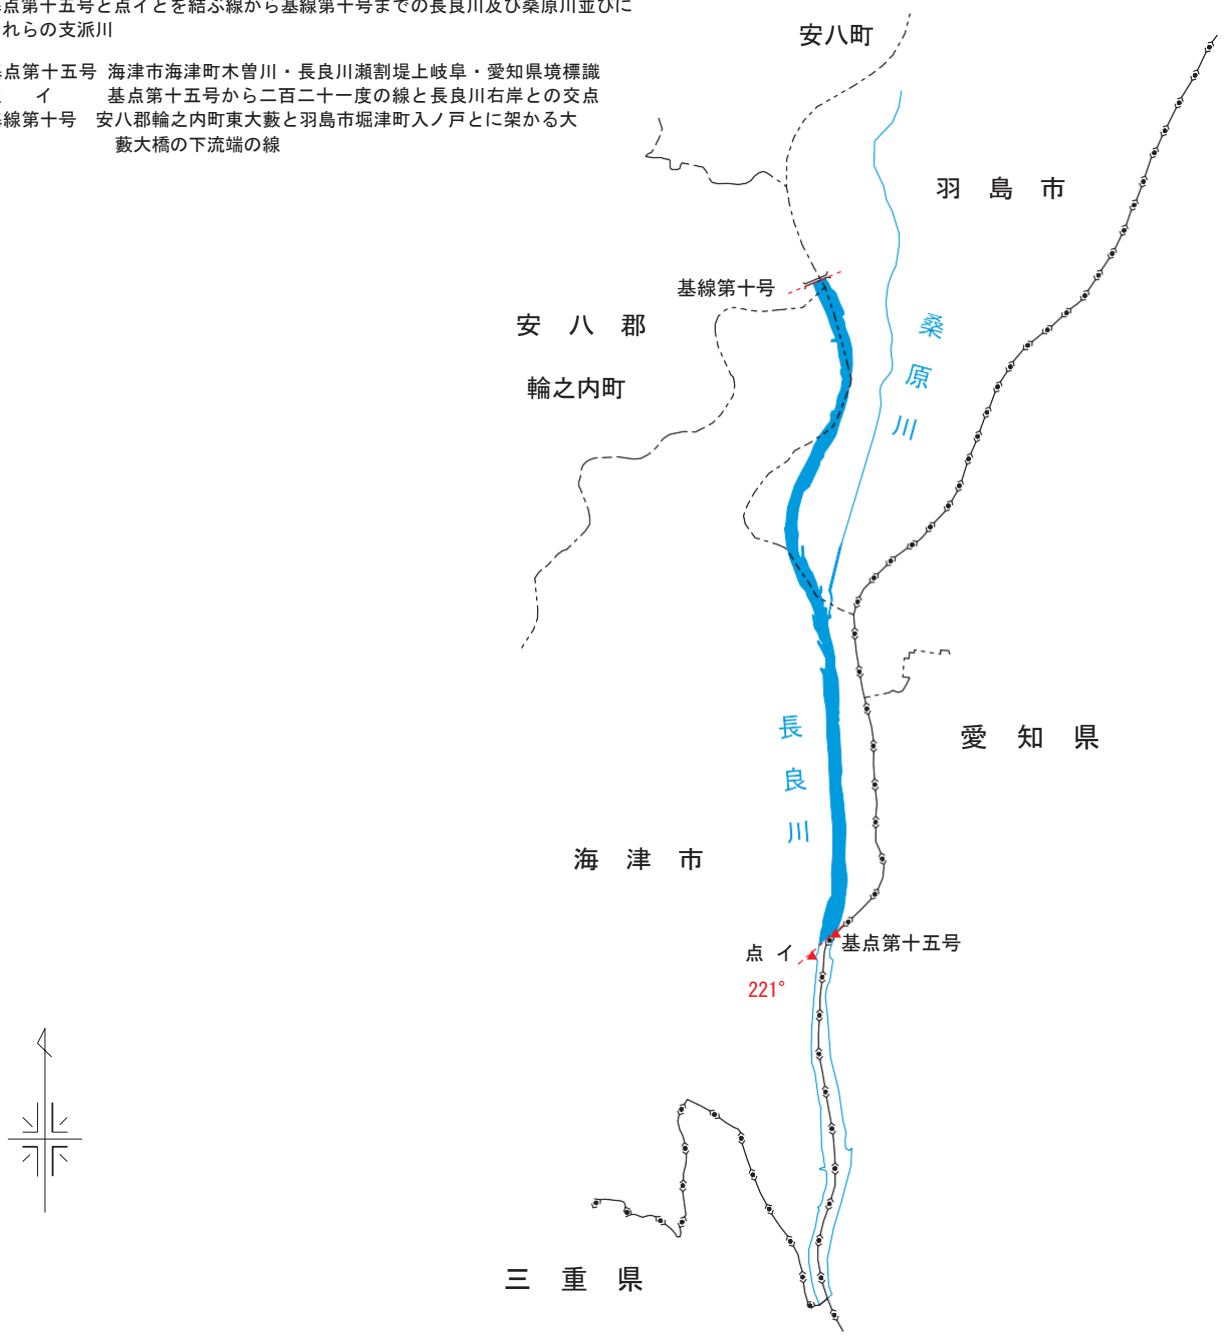 点第十五号と点イとを結ぶ線から基線第十号までの長良川及び桑原川並びに
れらの支派川
点第十五号 海津市海津町木曽川・長良川瀬割堤上岐阜・愛知県境標識
イ 基点第十五号から二百二十一度の線と長良川右岸との交点
線第十号 安八郡輪之内町東大藪と羽島市堀津町入ノ戸とに架かる大
藪大橋の下流端の線
安八町
羽島市
基線第十号
安八郡
輪之内町
桑原川
長良川
愛知県
海津市
基点第十五号
点イ
221°
三重県